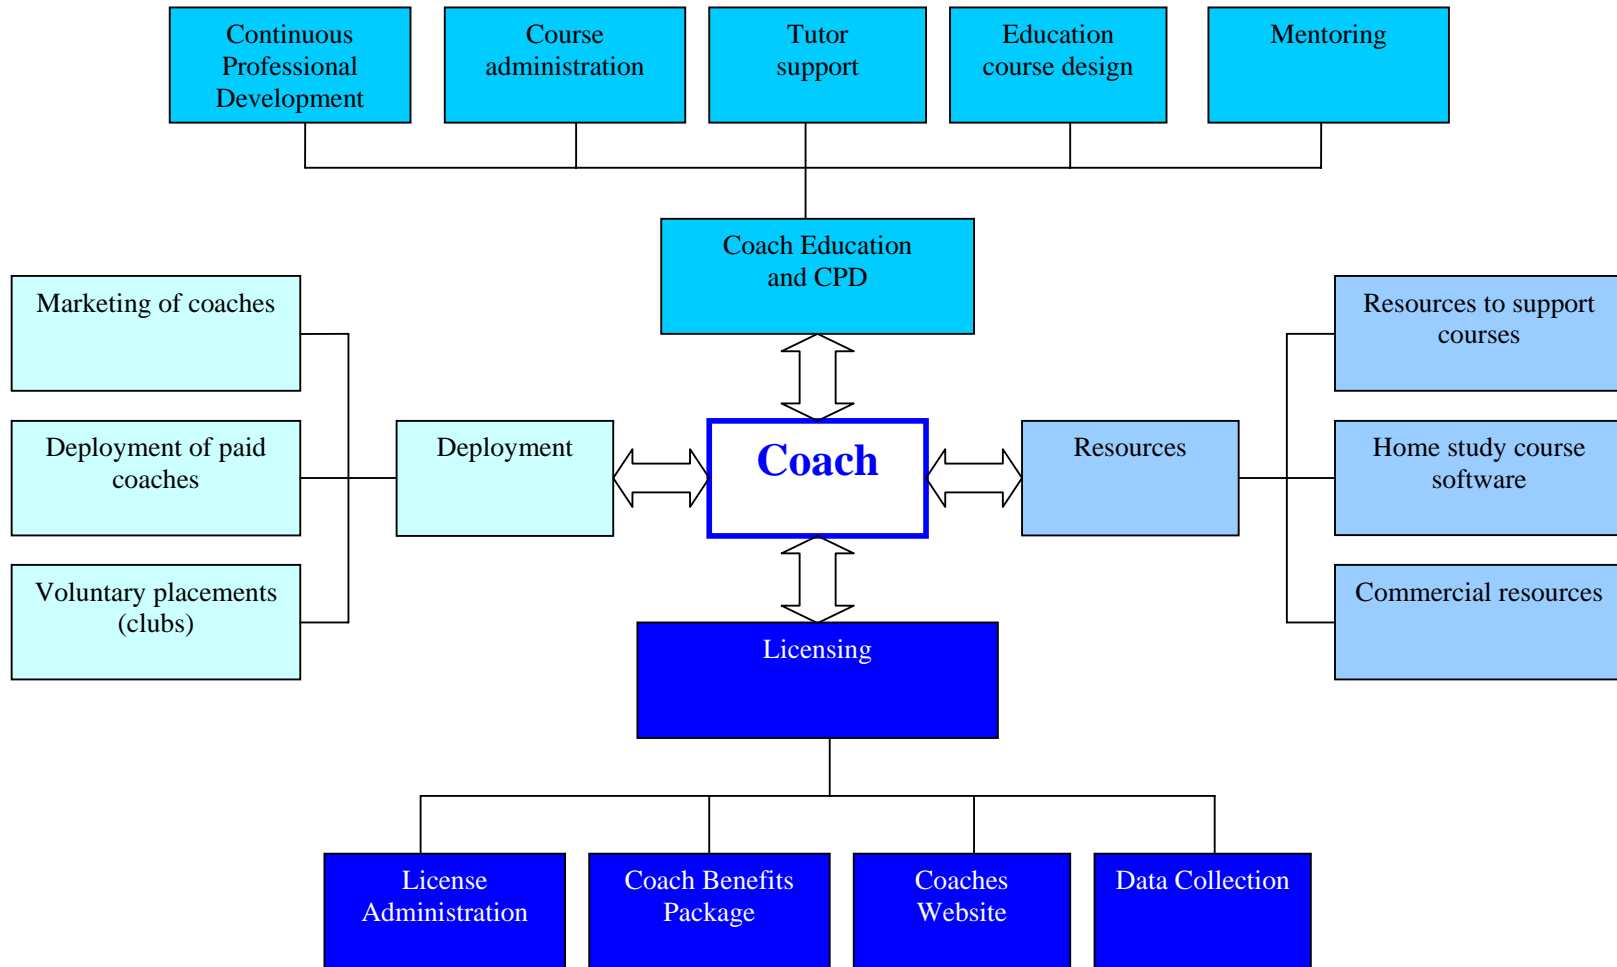 Continuous
Professional
Development
Course
administration
Tutor
support
Education
course design
Mentoring
Coach Education
and CPD
Marketing of coaches
Resources to support
courses
Deployment of paid
coaches
Deployment
Coach
Resources
Home study course
software
Voluntary placements
(clubs)
Commercial resources
Licensing
License
Administration
Coach Benefits
Package
Coaches
Website
Data Collection